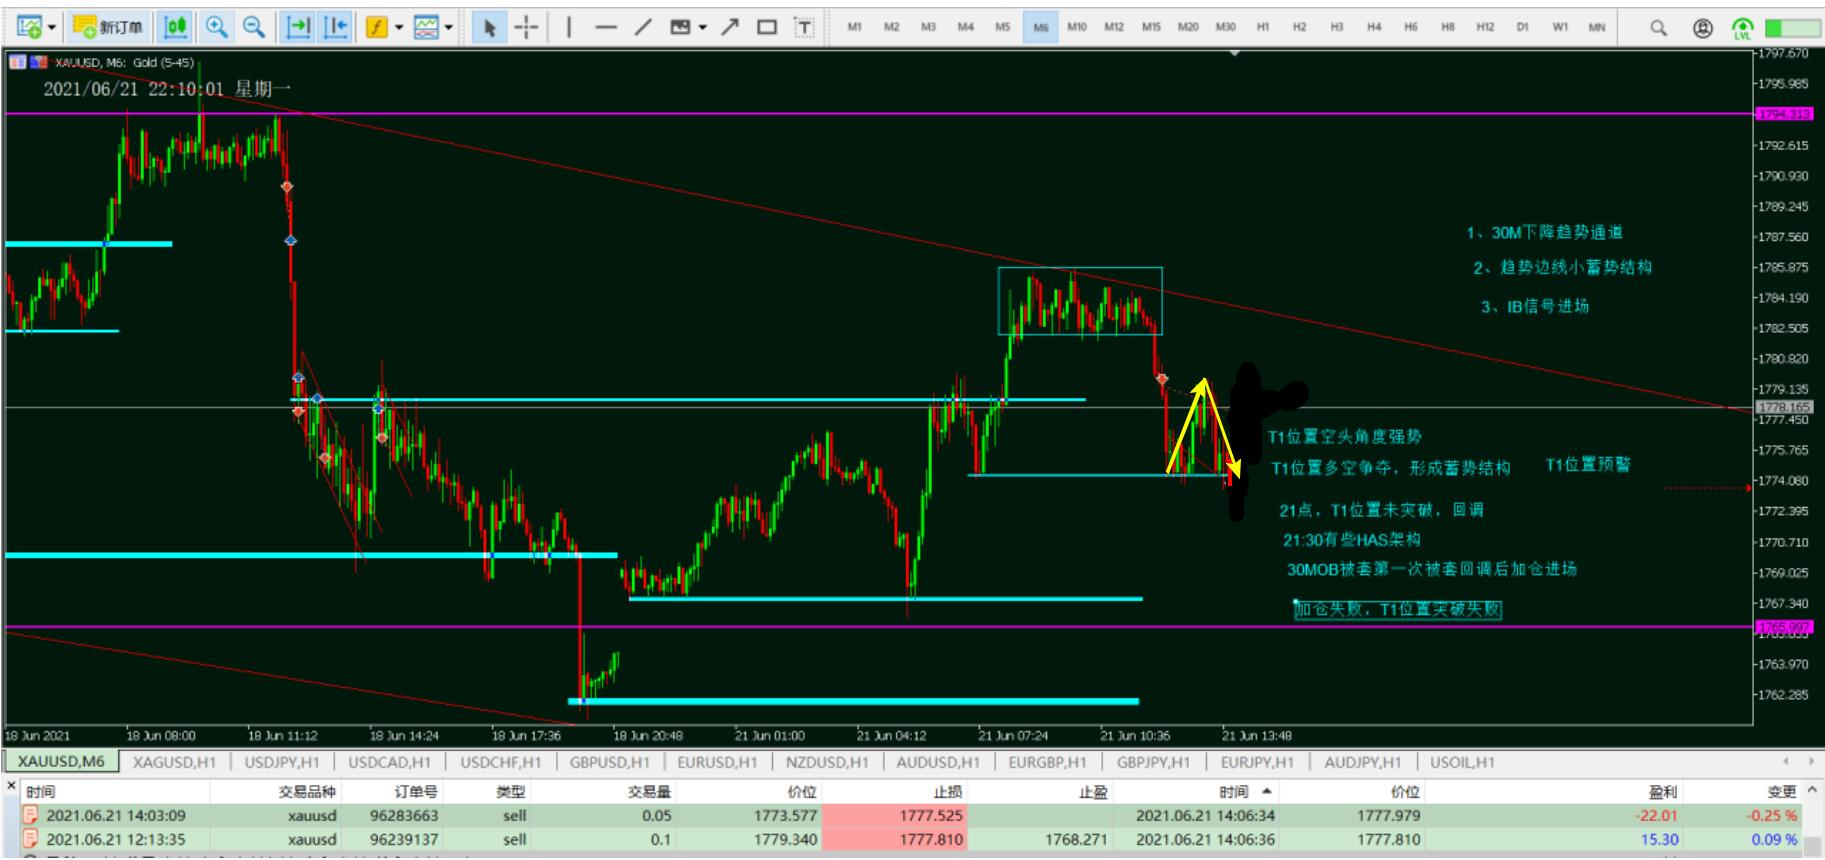 新订单 M1 M2 M3 M4 M5 M6 M10 M12 M15 M20 M30 H1 H2 H3 H4 H6 H8 H12 D1 W1 MN LVL
XAUUSD, M6: Gold (5-45)
2021/06/21 22:10:01 星期一
1797.670
1795.985
1794.313
1792.615
1790.930
1789.245
1787.560
1785.875
1784.190
1782.505
1780.820
1779.135
1778.165
1777.450
1775.765
1774.080
1772.395
1770.710
1769.025
1767.340
1765.997
1763.970
1762.285
1、30M下降趋势通道
2、趋势边线小蓄势结构
3、IB信号进场
T1位置空头角度强势
T1位置多空争夺，形成蓄势结构 T1位置预警
21点，T1位置未突破，回调
21:30有些HAS架构
30MOB被套第一次被套回调后加仓进场
加仓失败，T1位置突破失败
18 Jun 2021 18 Jun 08:00 18 Jun 11:12 18 Jun 14:24 18 Jun 17:36 18 Jun 20:48 21 Jun 01:00 21 Jun 04:12 21 Jun 07:24 21 Jun 10:36 21 Jun 13:48
XAUUSD,M6 XAGUSD,H1 USDJPY,H1 USDCAD,H1 USDCHF,H1 GBPUSD,H1 EURUSD,H1 NZDUSD,H1 AUDUSD,H1 EURGBP,H1 GBPJPY,H1 EURJPY,H1 AUDJPY,H1 USOIL,H1
时间 交易品种 订单号 类型 交易量 价位 止损 止盈 时间 价位 盈利 变更
2021.06.21 14:03:09 xauusd 96283663 sell 0.05 1773.577 1777.525 2021.06.21 14:06:34 1777.979 -22.01 -0.25 %
2021.06.21 12:13:35 xauusd 96239137 sell 0.1 1779.340 1777.810 1768.271 2021.06.21 14:06:36 1777.810 15.30 0.09 %